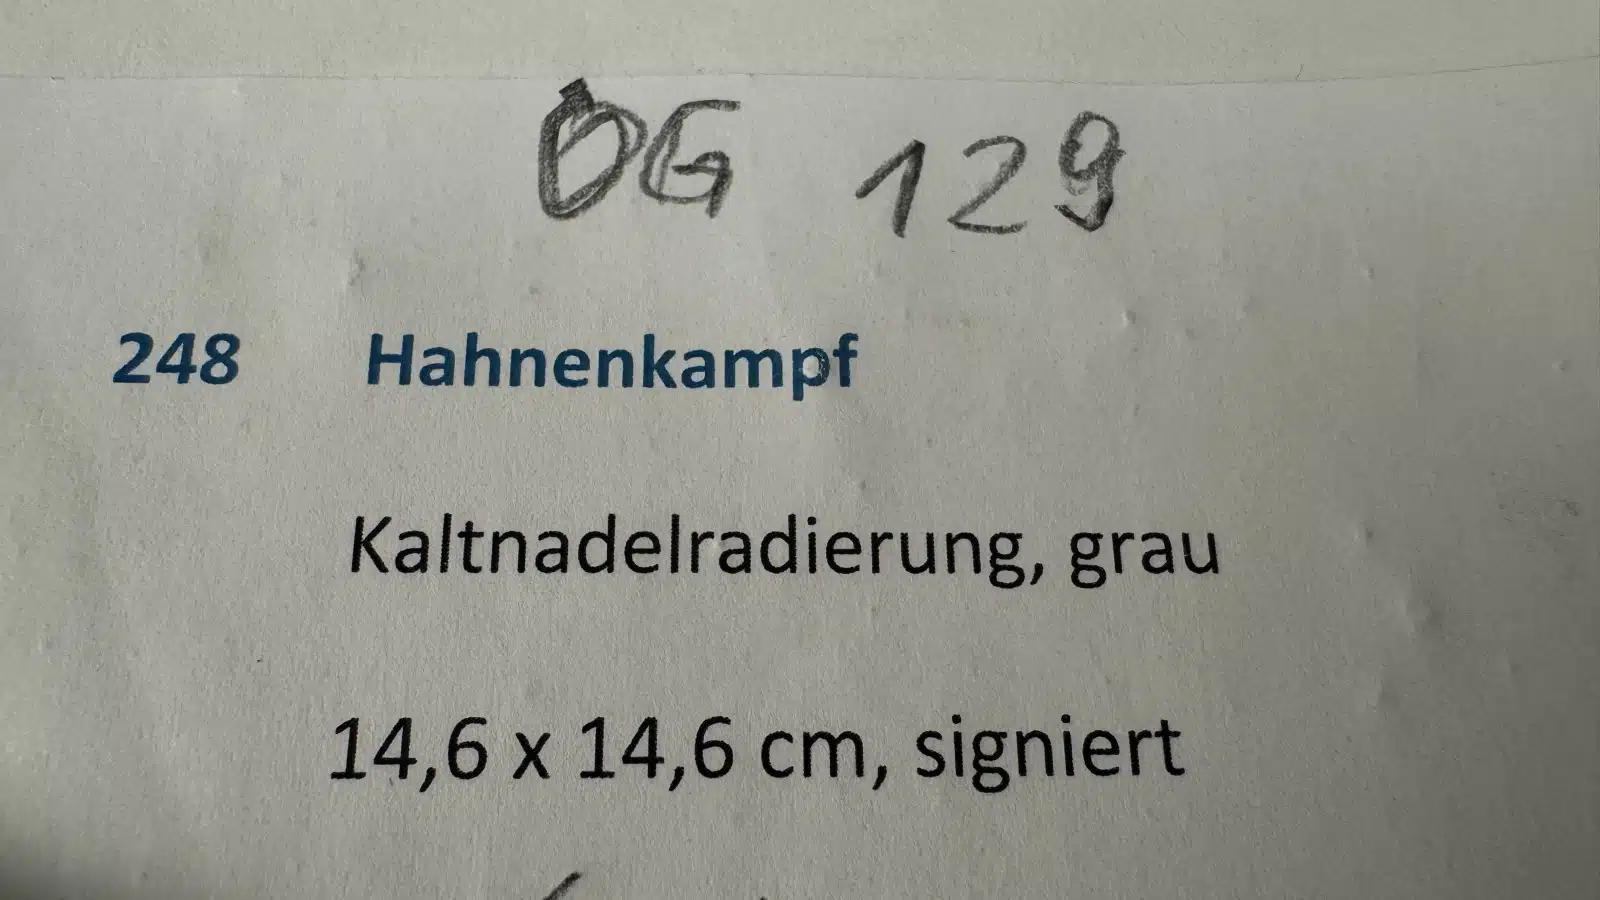 ÖG 129
248 Hahnenkampf
Kaltnadelradierung, grau
14,6 x 14,6 cm, signiert